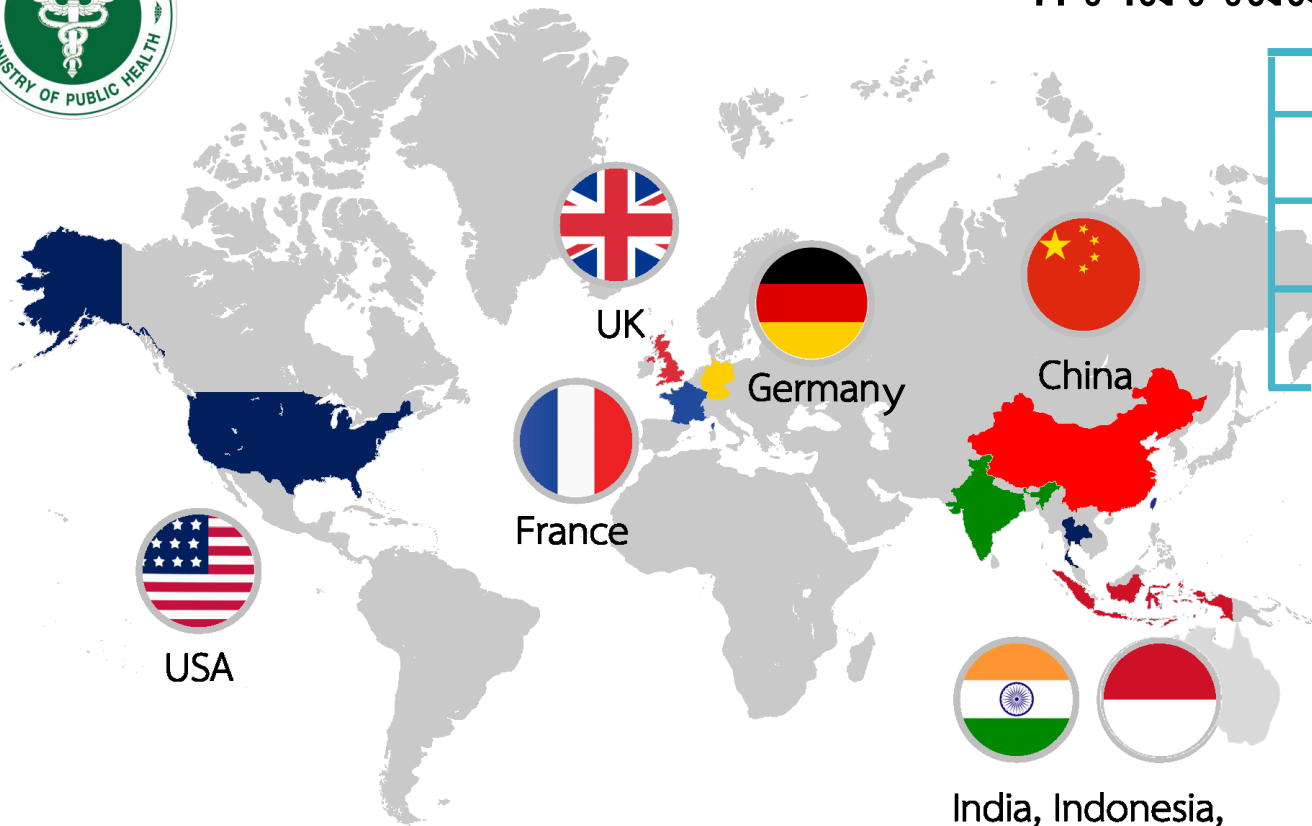 MINISTRY OF PUBLIC HEALTH
UK
Germany
China
France
USA
India, Indonesia,